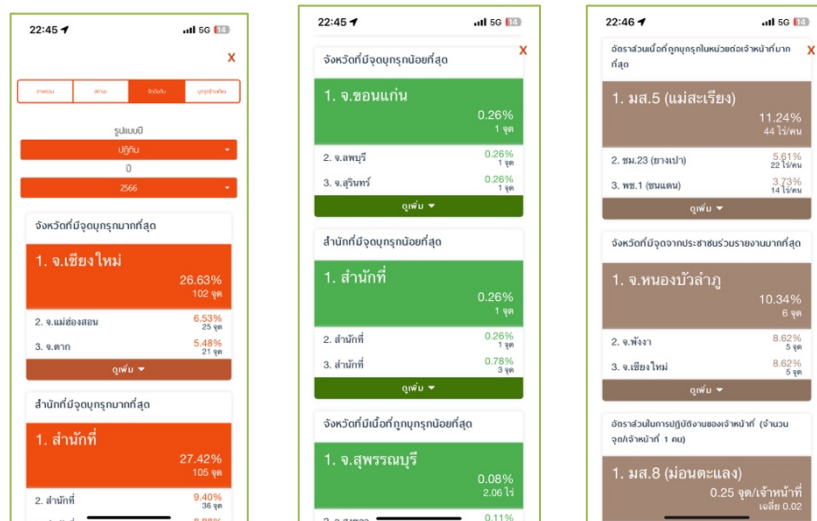 22:45
5G 14
X
ภาพรวม สถานะ จัดอันดับ บุกรุกซ้ำเดิม
รูปแบบปี
ปฏิทิน
ปี
2566
จังหวัดที่มีจุดบุกรุกมากที่สุด
1. จ.เชียงใหม่
26.63%
102 จุด
2. จ.แม่ฮ่องสอน
6.53%
25 จุด
3. จ.ตาก
5.48%
21 จุด
ดูเพิ่ม
สำนักที่มีจุดบุกรุกมากที่สุด
1. สำนักที่
27.42%
105 จุด
2. สำนักที่
9.40%
36 จุด
22:45
5G 14
X
จังหวัดที่มีจุดบุกรุกน้อยที่สุด
1. จ.ขอนแก่น
0.26%
1 จุด
2. จ.ลพบุรี
0.26%
1 จุด
3. จ.สุรินทร์
0.26%
1 จุด
ดูเพิ่ม
สำนักที่มีจุดบุกรุกน้อยที่สุด
1. สำนักที่
0.26%
1 จุด
2. สำนักที่
0.26%
1 จุด
3. สำนักที่
0.78%
3 จุด
ดูเพิ่ม
จังหวัดที่มีเนื้อที่ถูกบุกรุกน้อยที่สุด
1. จ.สุพรรณบุรี
0.08%
2.06 ไร่
0.11%
22:46
5G 14
X
อัตราส่วนเนื้อที่ถูกบุกรุกในหน่วยต่อเจ้าหน้าที่มาก
ที่สุด
1. มส.5 (แม่สะเรียง)
11.24%
44 ไร่/คน
2. ชม.23 (ยางเปา)
5.61%
22 ไร่/คน
3. พช.1 (ชนแดน)
3.73%
14 ไร่/คน
จังหวัดที่มีจุดจากประชาชนร่วมรายงานมากที่สุด
1. จ.หนองบัวลำภู
10.34%
6 จุด
2. จ.พังงา
8.62%
5 จุด
3. จ.เชียงใหม่
8.62%
5 จุด
ดูเพิ่ม
อัตราส่วนในการปฏิบัติงานของเจ้าหน้าที่ (จำนวน
จุด/เจ้าหน้าที่ 1 คน)
1. มส.8 (ม่อนตะแลง)
0.25 จุด/เจ้าหน้าที่
เฉลี่ย 0.02